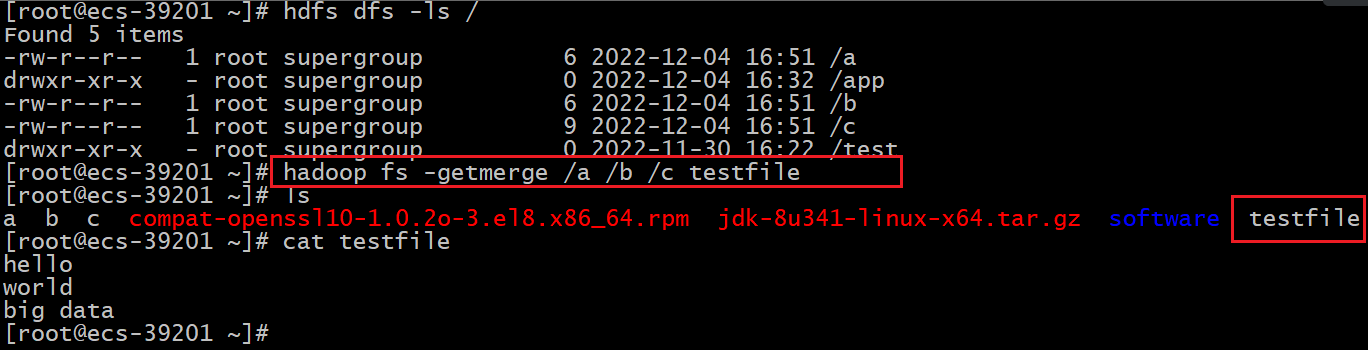 [root@ecs-39201 ~]# hdfs dfs -ls /
Found 5 items
-rw-r--r--   1 root supergroup          6 2022-12-04 16:51 /a
drwxr-xr-x   - root supergroup          0 2022-12-04 16:32 /app
-rw-r--r--   1 root supergroup          6 2022-12-04 16:51 /b
-rw-r--r--   1 root supergroup          9 2022-12-04 16:51 /c
drwxr-xr-x   - root supergroup          0 2022-11-30 16:22 /test
[root@ecs-39201 ~]# hadoop fs -getmerge /a /b /c testfile
[root@ecs-39201 ~]# ls
a  b  c  compat-openssl10-1.0.2o-3.el8.x86_64.rpm  jdk-8u341-linux-x64.tar.gz  software  testfile
[root@ecs-39201 ~]# cat testfile
hello
world
big data
[root@ecs-39201 ~]#